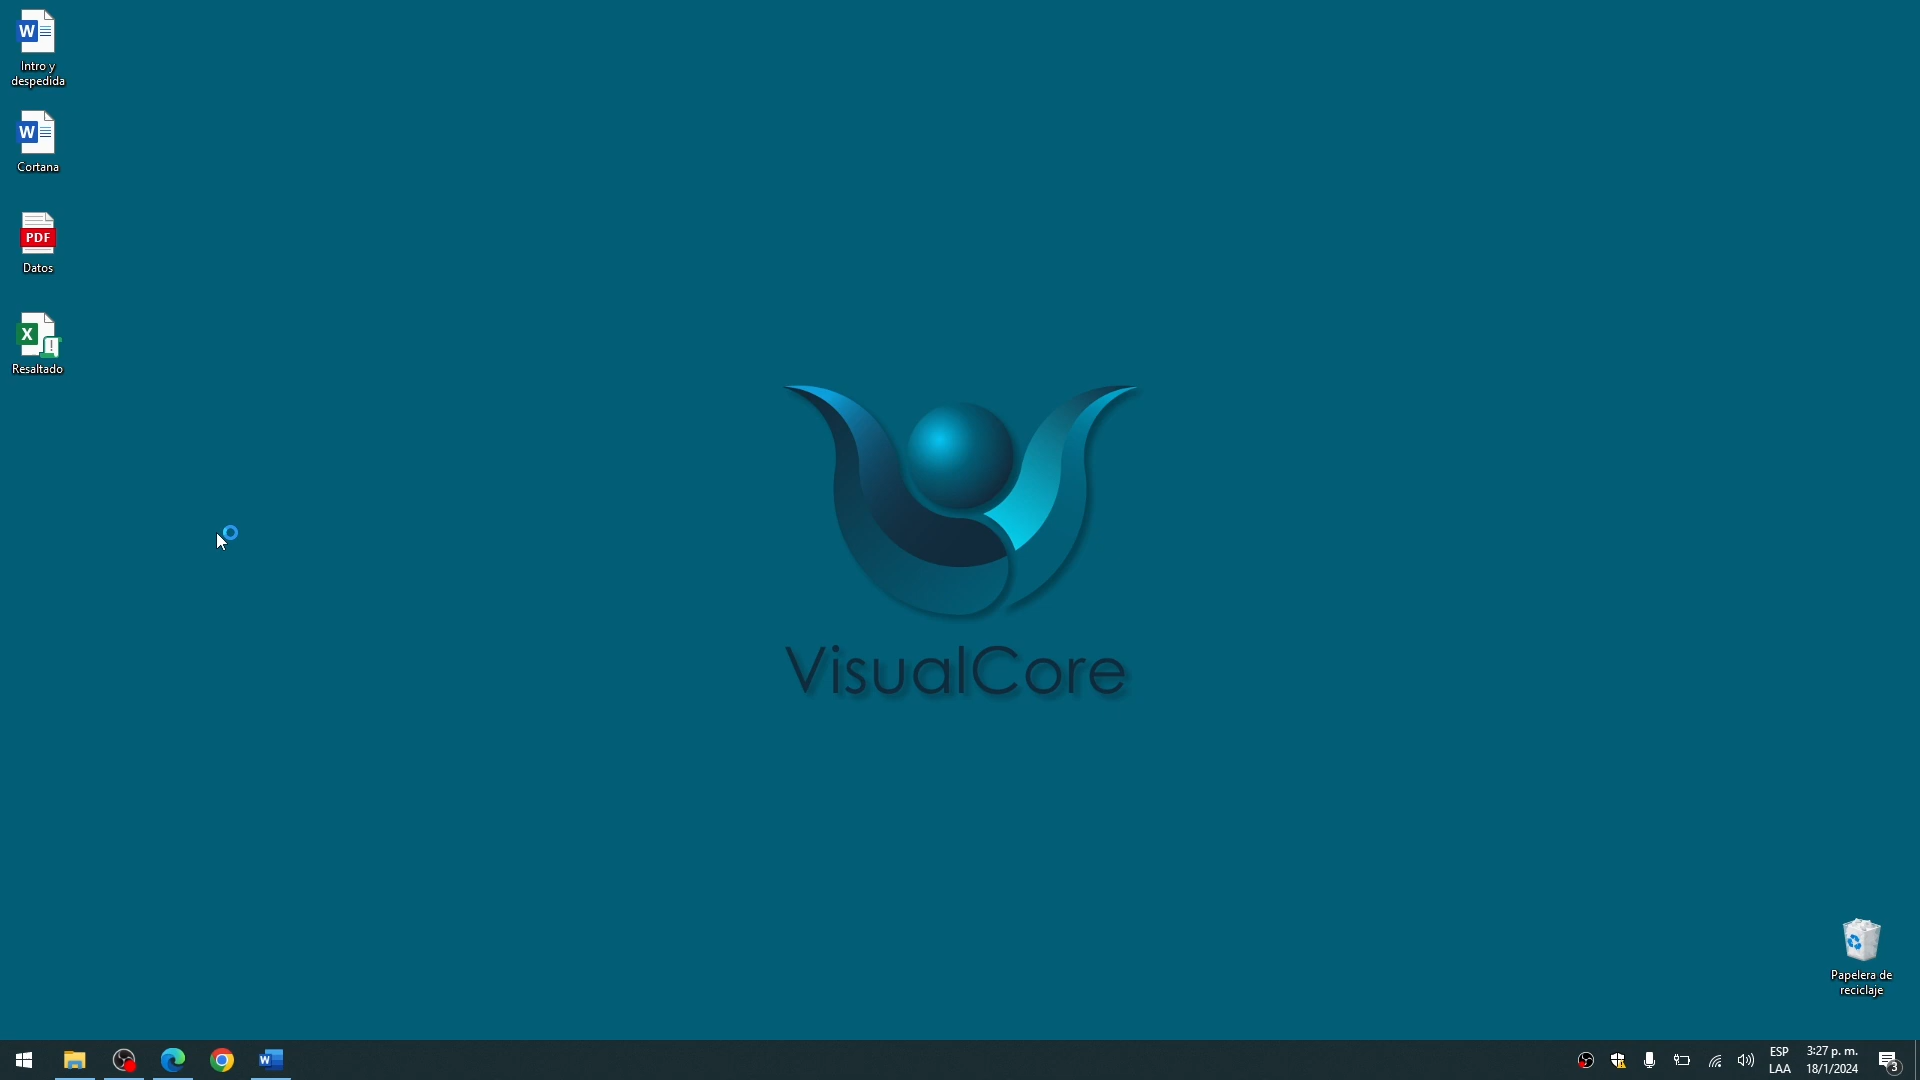 W
Intro y
despedida
W
Cortana
PDF
Datos
X
Resaltado
VisualCore
Papelera de
reciclaje
W
ESP
LAA
3:27 p. m.
18/1/2024
3